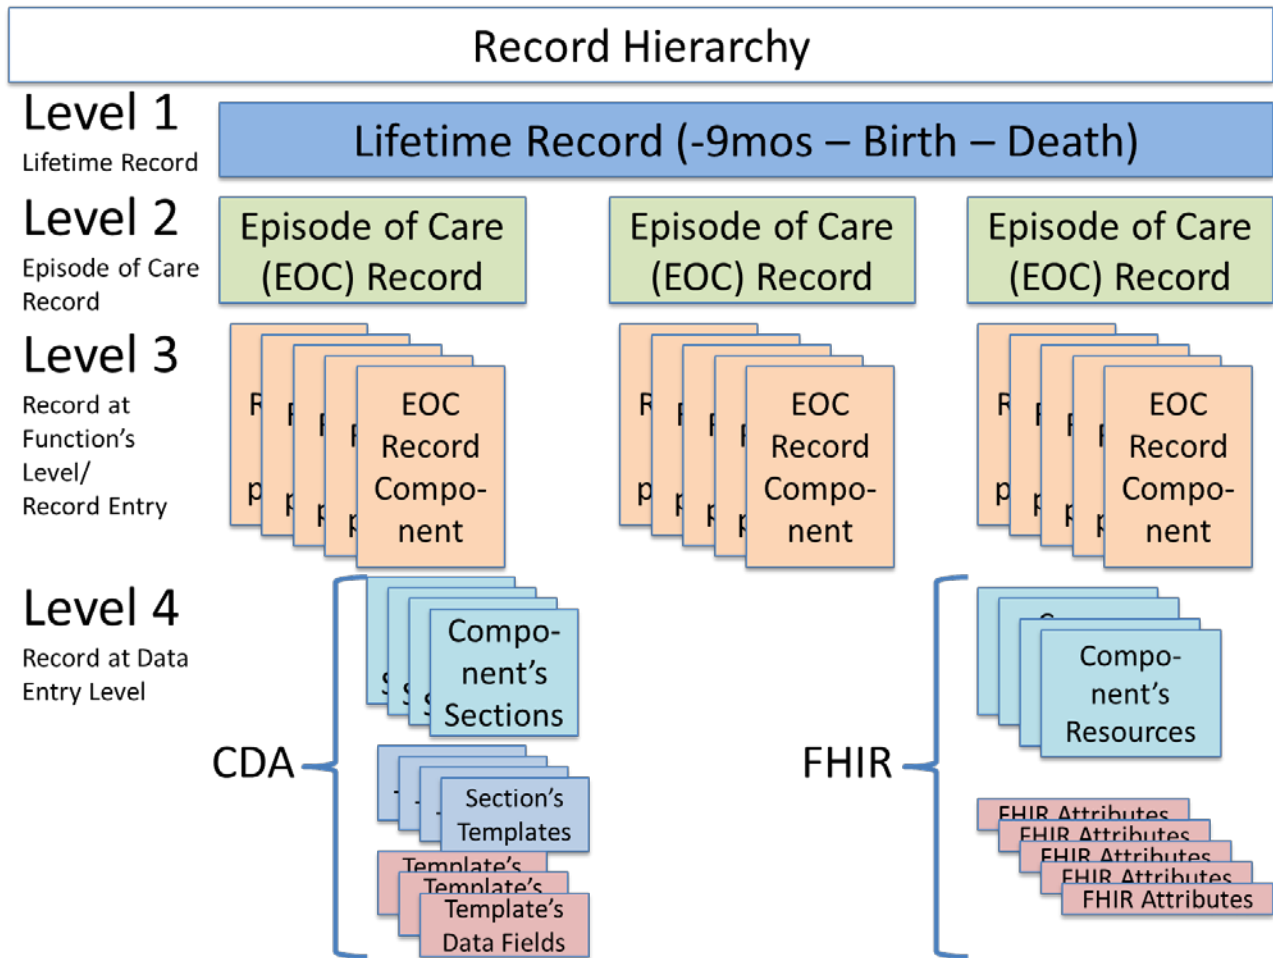 Record Hierarchy
Level 1
Lifetime Record
Lifetime Record (-9mos – Birth – Death)
Level 2
Episode of Care
Record
Episode of Care
(EOC) Record
Episode of Care
(EOC) Record
Episode of Care
(EOC) Record
Level 3
Record at
Function's
Level/
Record Entry
EOC
Record
Compo-
nent
EOC
Record
Compo-
nent
EOC
Record
Compo-
nent
Level 4
Record at Data
Entry Level
CDA
Compo-
nent's
Sections
Section's
Templates
Template's
Template's
Template's
Data Fields
FHIR
Compo-
nent's
Resources
FHIR Attributes
FHIR Attributes
FHIR Attributes
FHIR Attributes
FHIR Attributes